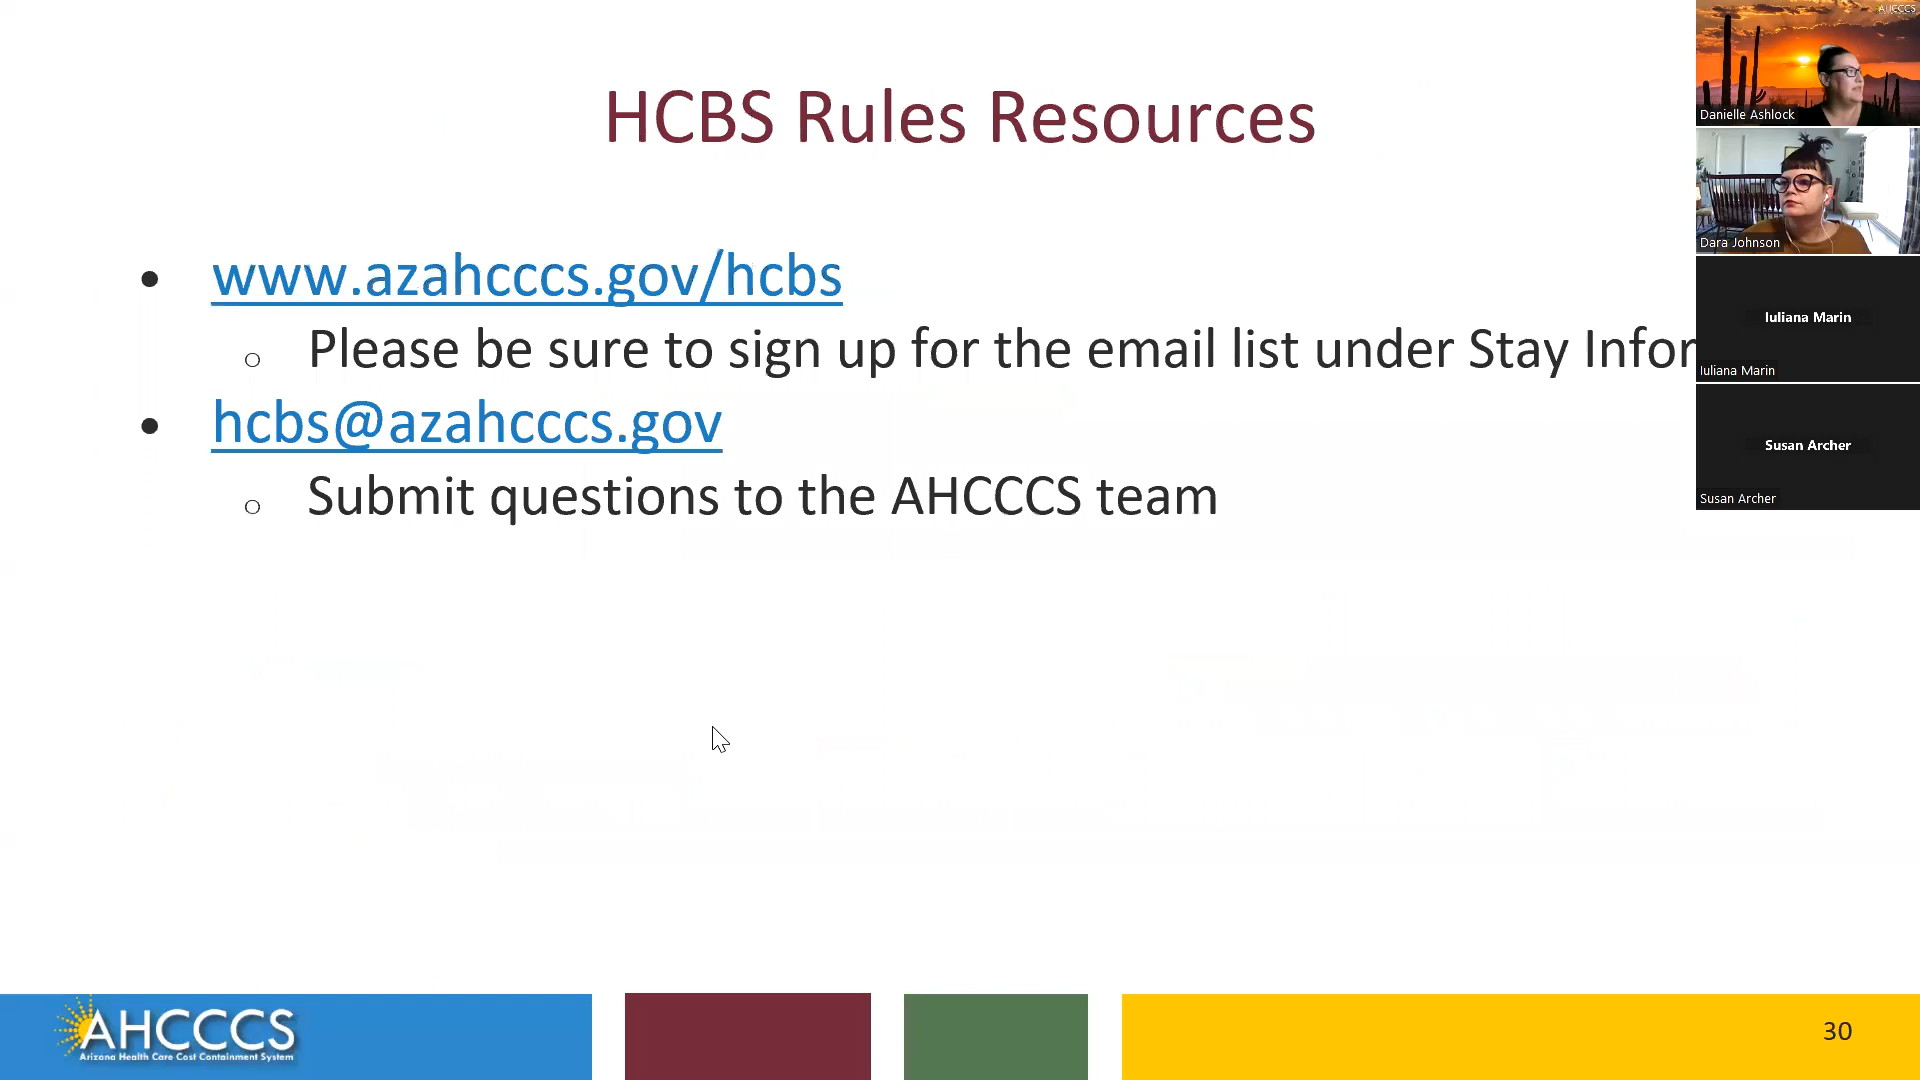 HCBS Rules Resources
• www.azahcccs.gov/hcbs
o Please be sure to sign up for the email list under Stay Infor
• hcbs@azahcccs.gov
o Submit questions to the AHCCCS team
AHCCCS
Danielle Ashlock
Dara Johnson
Iuliana Marin
Iuliana Marin
Susan Archer
Susan Archer
AHCCCS
Arizona Health Care Cost Containment System
30